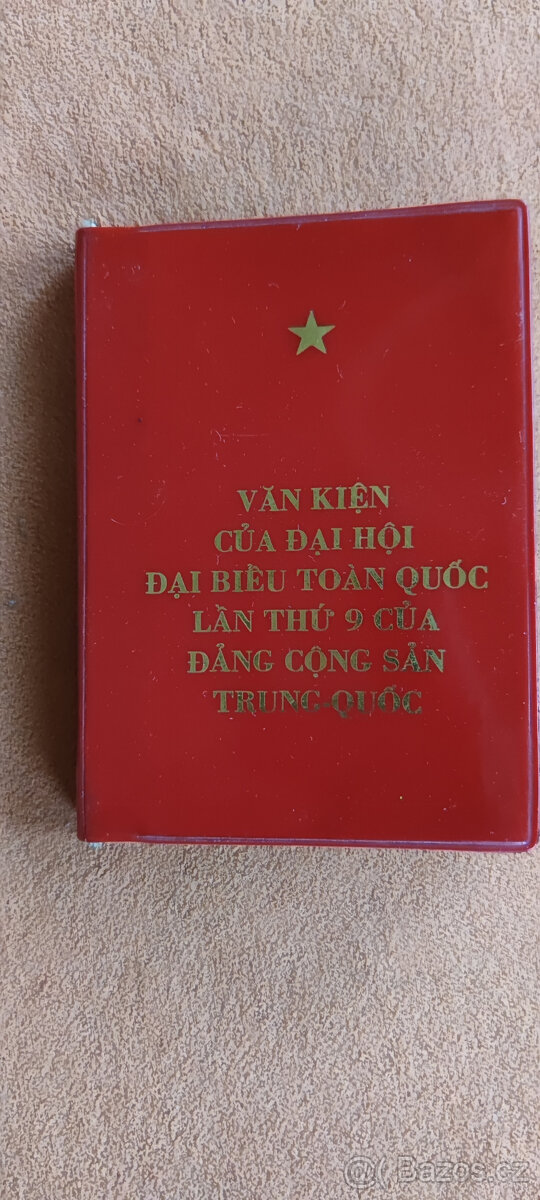 VĂN KIỆN
CỦA ĐẠI HỘI
ĐẠI BIỂU TOÀN QUỐC
LẦN THỨ 9 CỦA
ĐẢNG CỘNG SẢN
TRUNG-QUỐC
Bazos.cz